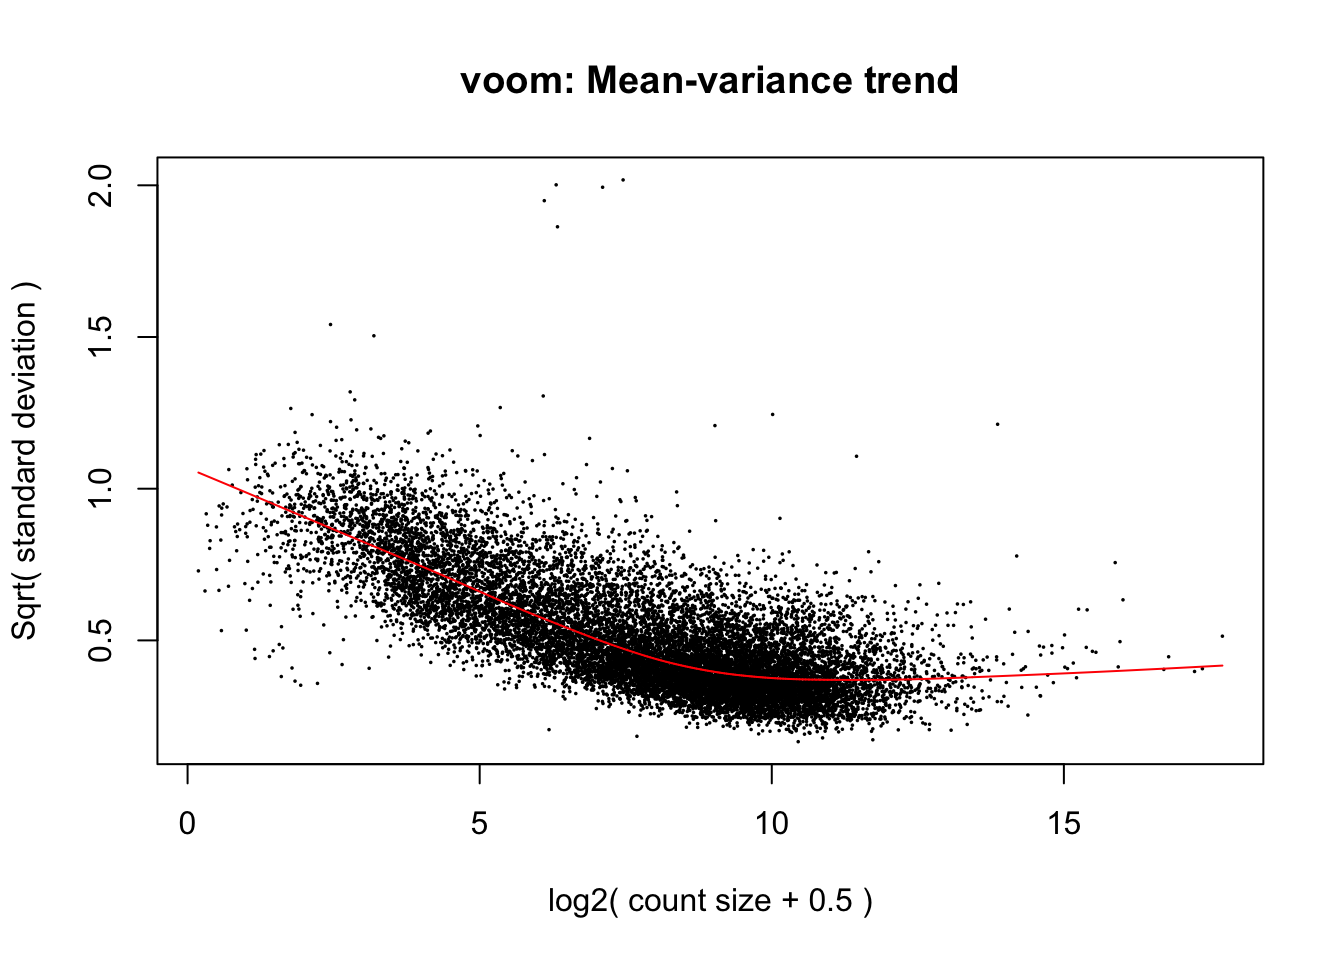 voom: Mean-variance trend
Sqrt( standard deviation )
2.0
1.5
1.0
0.5
0 5 10 15
log2( count size + 0.5 )